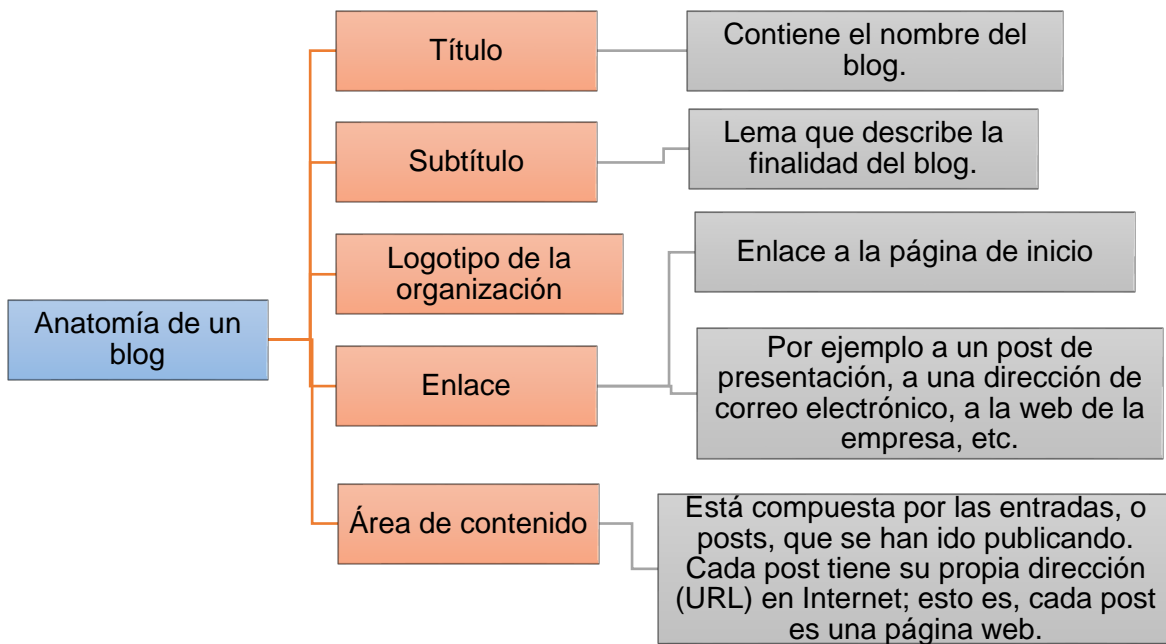 Anatomía de un
blog
Título
Contiene el nombre del
blog.
Subtítulo
Lema que describe la
finalidad del blog.
Logotipo de la
organización
Enlace
Enlace a la página de inicio
Por ejemplo a un post de
presentación, a una dirección de
correo electrónico, a la web de la
empresa, etc.
Área de contenido
Está compuesta por las entradas, o
posts, que se han ido publicando.
Cada post tiene su propia dirección
(URL) en Internet; esto es, cada post
es una página web.